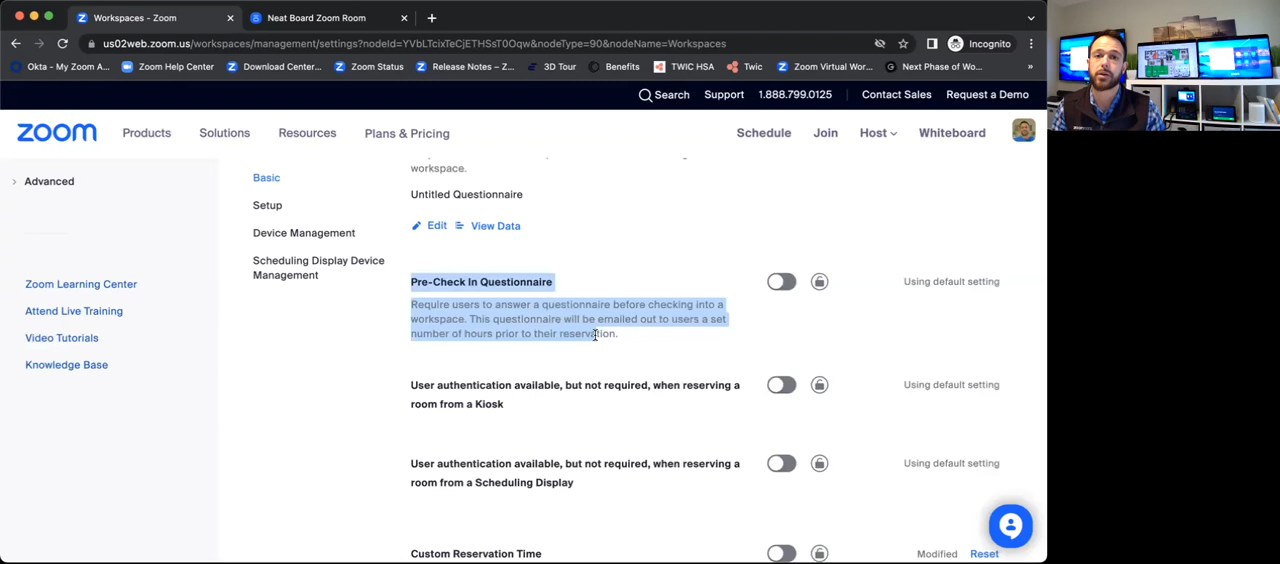 Workspaces - Zoom
Neat Board Zoom Room
us02web.zoom.us/workspaces/management/settings?nodeId=YVbLTcixTeCjETHSsT0Oqw&nodeType=90&nodeName=Workspaces
Incognito
Okta - My Zoom A...
Zoom Help Center
Download Center...
Zoom Status
Release Notes – Z...
3D Tour
Benefits
TWIC HSA
Twic
Zoom Virtual Wor...
Next Phase of Wo...
Search
Support
1.888.799.0125
Contact Sales
Request a Demo
zoom
Products
Solutions
Resources
Plans & Pricing
Schedule
Join
Host
Whiteboard
Advanced
Zoom Learning Center
Attend Live Training
Video Tutorials
Knowledge Base
Basic
Setup
Device Management
Scheduling Display Device
Management
workspace.
Untitled Questionnaire
Edit
View Data
Pre-Check In Questionnaire
Using default setting
Require users to answer a questionnaire before checking into a
workspace. This questionnaire will be emailed out to users a set
number of hours prior to their reservation.
User authentication available, but not required, when reserving a
room from a Kiosk
Using default setting
User authentication available, but not required, when reserving a
room from a Scheduling Display
Using default setting
Custom Reservation Time
Modified
Reset